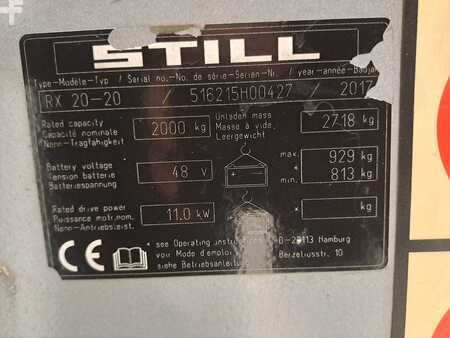 STILL
Type-Modèle-Typ / Serial no.-No. de série-Serien-Nr. / year-année-Baujahr
RX 20-20 / 516215H00427 / 2017
Rated capacity
Capacité nominale
Nenn-Tragfähigkeit
2000 kg
Unladen mass
Masse à vide
Leergewicht
2718 kg
Battery voltage
Tension batterie
Batteriespannung
48 V
max. 929 kg
* min. * 813 kg
Rated drive power
Puissance motr.nom.
Nenn-Antriebsleist.
11.0 kW
* kg
CE
* see Operating instructions
voir Mode d'emploi
siehe Betriebsanleitung
D-22113 Hamburg
Berzeliusstr. 10